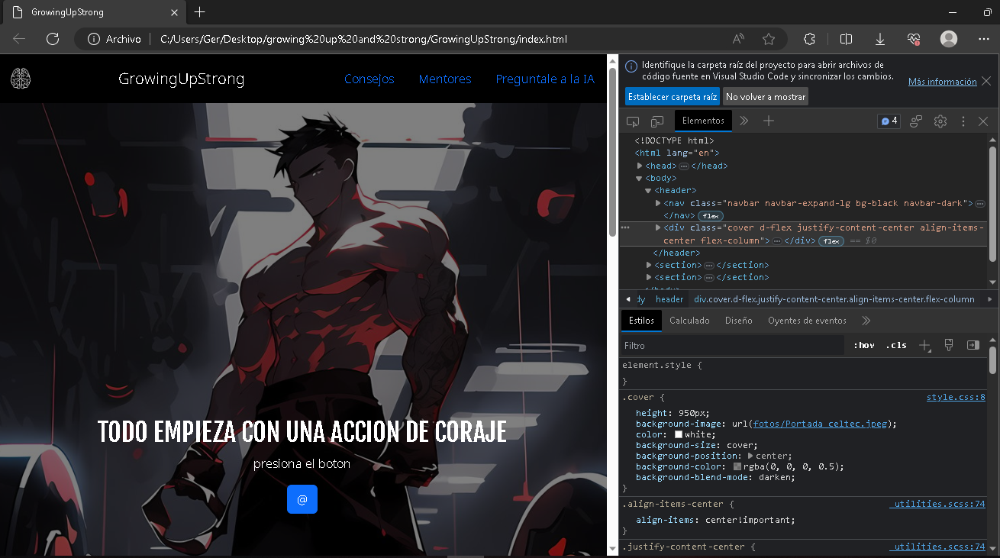 GrowingUpStrong
Archivo
C:/Users/Ger/Desktop/growing%20up%20and%20strong/GrowingUpStrong/index.html
GrowingUpStrong
Consejos
Mentores
Preguntale a la IA
TODO EMPIEZA CON UNA ACCION DE CORAJE
presiona el boton
@
Identifique la carpeta raíz del proyecto para abrir archivos de
código fuente en Visual Studio Code y sincronizar los cambios.
Más información
Establecer carpeta raíz
No volver a mostrar
Elementos
4
<!DOCTYPE html>
<html lang="en">
<head>…</head>
<body>
<header>
<nav class="navbar navbar-expand-lg bg-black navbar-dark">…
</nav> flex
<div class="cover d-flex justify-content-center align-items-
center flex-column">…</div> flex == $0
</header>
<section>…</section>
<section>…</section>
</body>
dy
header
div.cover.d-flex.justify-content-center.align-items-center.flex-column
Estilos
Calculado
Diseño
Oyentes de eventos
Filtro
:hov
.cls
element.style {
}
.cover {
style.css:8
height: 950px;
background-image: url(fotos/Portada_celtec.jpeg);
color: white;
background-size: cover;
background-position: center;
background-color: rgba(0, 0, 0, 0.5);
background-blend-mode: darken;
}
.align-items-center {
_utilities.scss:74
align-items: center!important;
}
.justify-content-center {
_utilities.scss:74